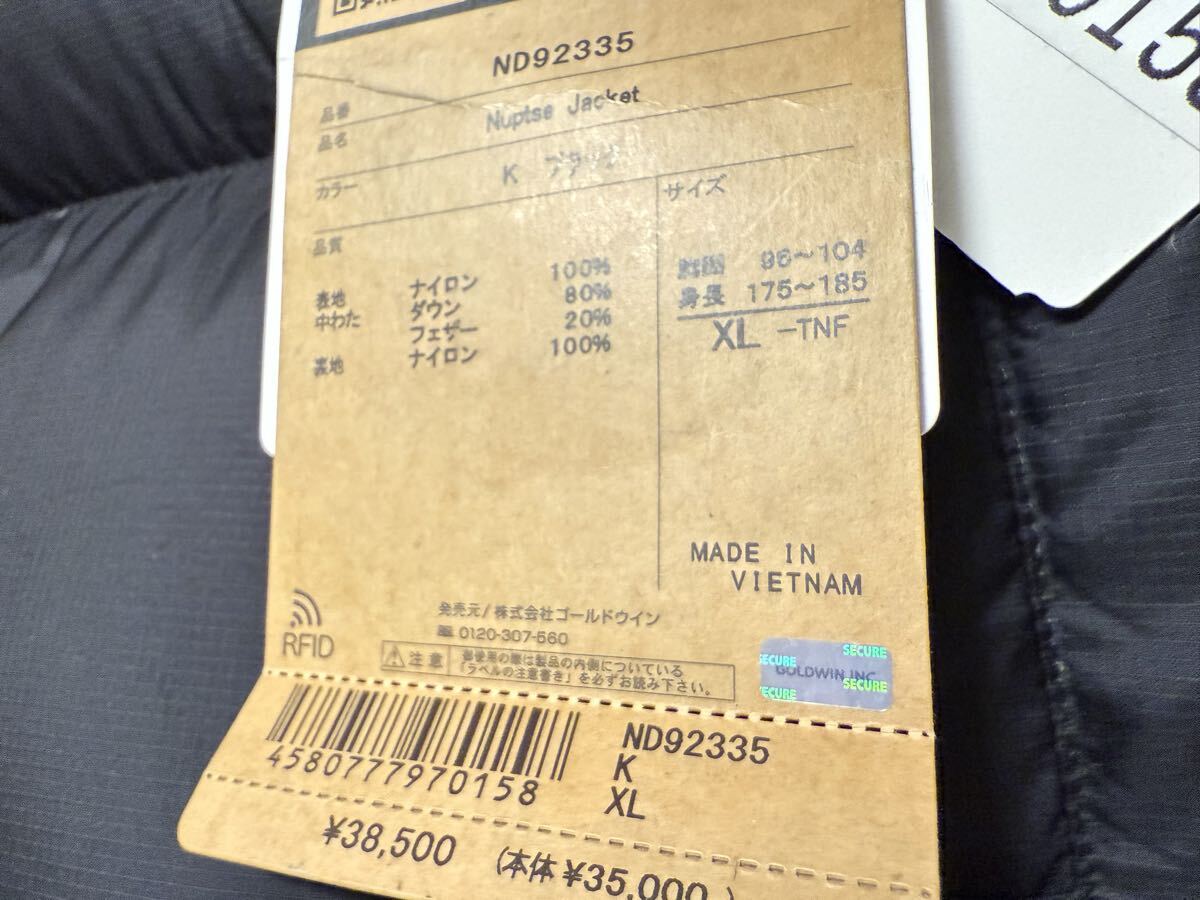 ND92335
品番
Nuptse Jacket
品名
カラー K ブラック
品質
サイズ
表地 ナイロン 100%
中わた ダウン 80%
フェザー 20%
裏地 ナイロン 100%
胸囲 96～104
身長 175～185
XL -TNF
MADE IN
VIETNAM
RFID
発売元/株式会社ゴールドウイン
0120-307-560
注意
御使用の際は製品の内側についている
「ラベルの注意書き」を必ずお読み下さい。
SECURE
SECURE
GOLDWIN INC
SECURE
SECURE
4580777970158
ND92335
K
XL
¥38,500 (本体¥35,000)